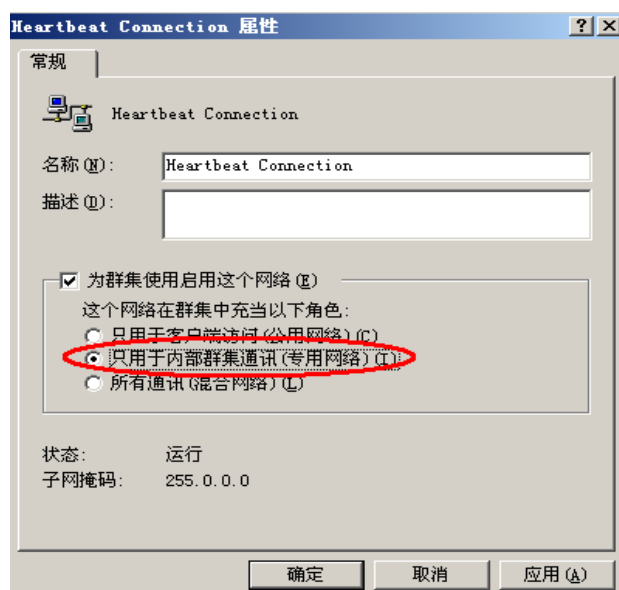 Heartbeat Connection 属性
常规
Heartbeat Connection
名称(N): Heartbeat Connection
描述(D):
为群集使用启用这个网络(E)
这个网络在群集中充当以下角色:
只用于客户端访问(公用网络)(C)
只用于内部群集通讯(专用网络)(I)
所有通讯(混合网络)(L)
状态: 运行
子网掩码: 255.0.0.0
确定 取消 应用(A)